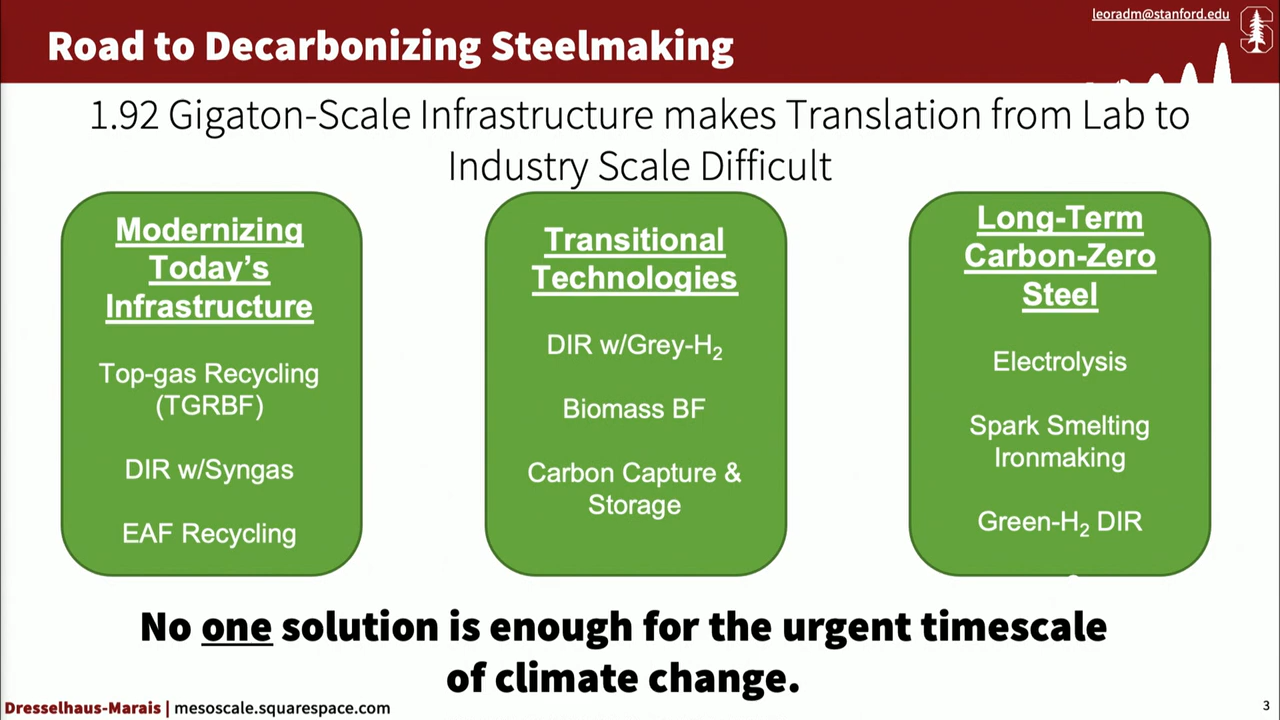 leoradm@stanford.edu
Road to Decarbonizing Steelmaking
1.92 Gigaton-Scale Infrastructure makes Translation from Lab to
Industry Scale Difficult
Modernizing
Today's
Infrastructure
Top-gas Recycling
(TGRBF)
DIR w/Syngas
EAF Recycling
Transitional
Technologies
DIR w/Grey-H₂
Biomass BF
Carbon Capture &
Storage
Long-Term
Carbon-Zero
Steel
Electrolysis
Spark Smelting
Ironmaking
Green-H₂ DIR
No one solution is enough for the urgent timescale
of climate change.
Dresselhaus-Marais | mesoscale.squarespace.com
3